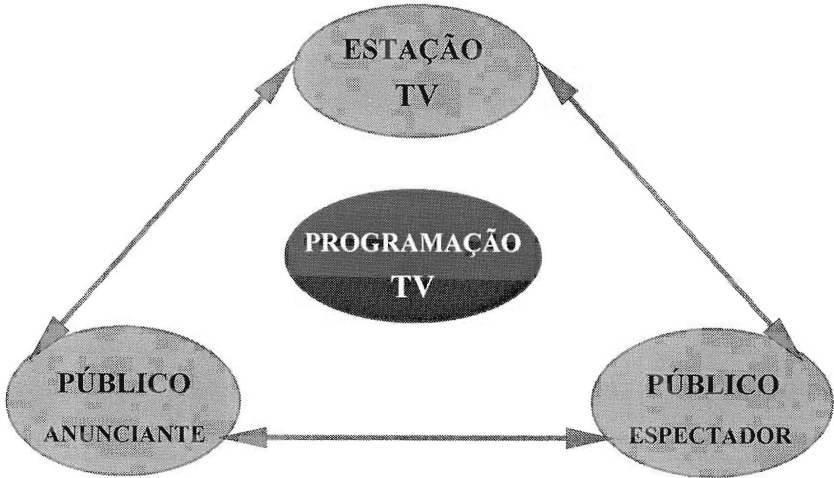 ESTAÇÃO
TV
PROGRAMAÇÃO
TV
PÚBLICO
ANUNCIANTE
PÚBLICO
ESPECTADOR